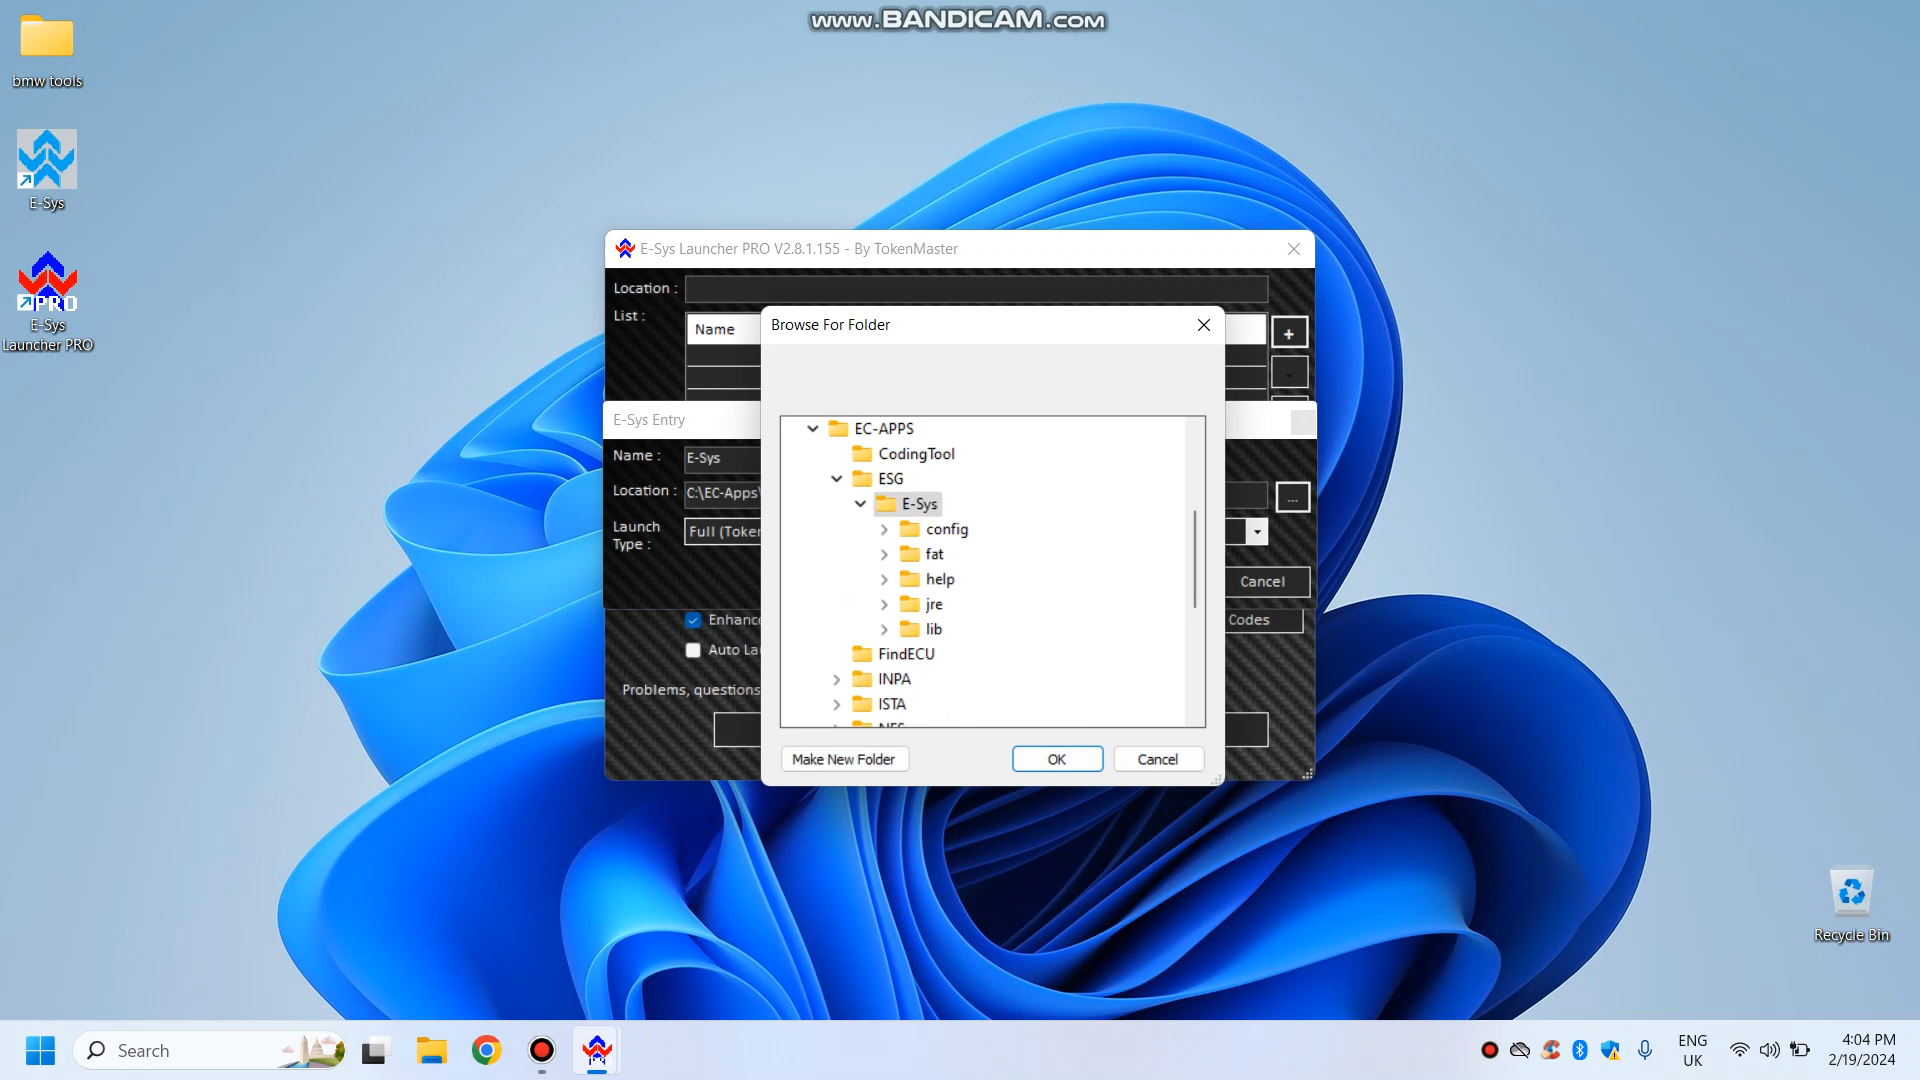 www.BANDICAM.com
bmw tools
E-Sys
PRO
E-Sys
Launcher PRO
E-Sys Launcher PRO V2.8.1.155 - By TokenMaster
Location :
List :
Name
+
-
Browse For Folder
EC-APPS
CodingTool
ESG
E-Sys
config
fat
help
jre
lib
FindECU
INPA
ISTA
Make New Folder
OK
Cancel
E-Sys Entry
Name :
E-Sys
Location :
C:\EC-Apps\
...
Launch
Type :
Full (Token
Cancel
Enhance
Codes
Auto La
Problems, questions
Recycle Bin
Search
ENG
UK
4:04 PM
2/19/2024